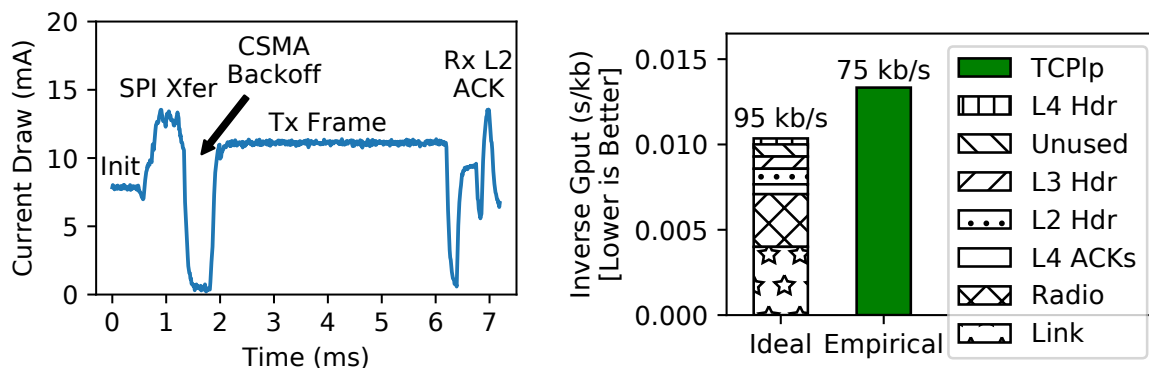 20
15
10
5
0
Current Draw (mA)
Init
SPI Xfer
CSMA
Backoff
Tx Frame
Rx L2
ACK
0 1 2 3 4 5 6 7
Time (ms)
Inverse Gput (s/kb)
[Lower is Better]
0.015
0.010
0.005
0.000
95 kb/s
75 kb/s
Ideal Empirical
TCPlp
L4 Hdr
Unused
L3 Hdr
L2 Hdr
L4 ACKs
Radio
Link